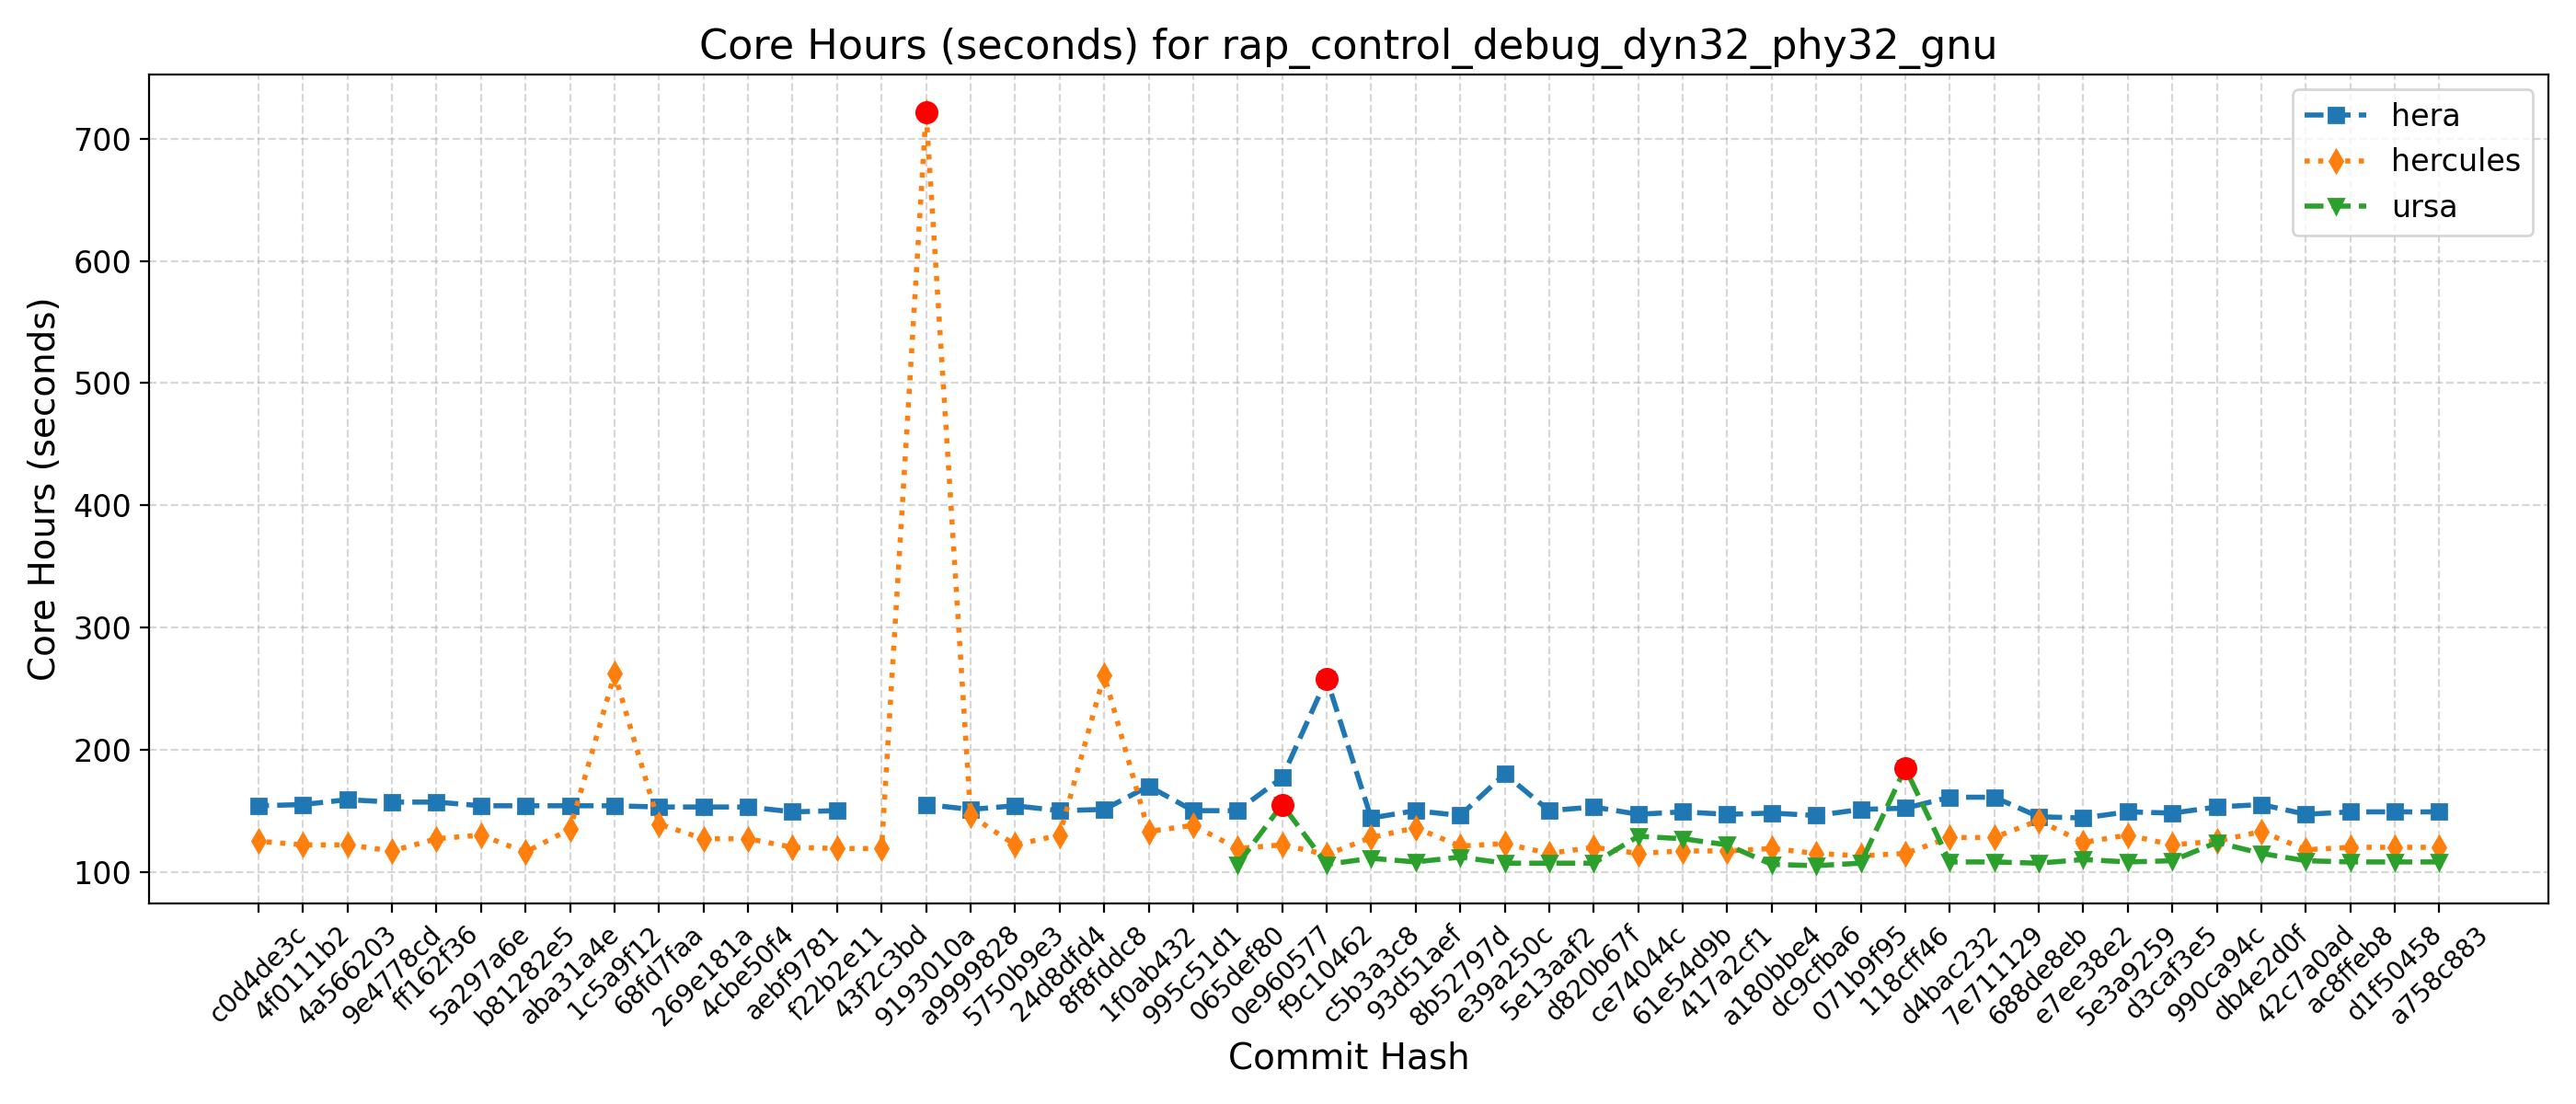 Core Hours (seconds) for rap_control_debug_dyn32_phy32_gnu
Core Hours (seconds)
700
600
500
400
300
200
100
hera
hercules
ursa
c0d4de3c
4f0111b2
4a566203
9e4778cd
ff162f36
5a297a6e
b81282e5
aba31a4e
1c5a9f12
68fd7faa
269e181a
4cbe50f4
aebf9781
f22b2e11
43f2c3bd
9193010a
a9999828
5750b9e3
24d8dfd4
8f8fddc8
1f0ab432
995c51d1
065def80
0e960577
f9c10462
c5b3a3c8
93d51aef
8b52797d
e39a250c
5e13aaf2
d820b67f
ce74044c
61e54d9b
417a2cf1
a180bbe4
dc9cfba6
071b9f95
118cff46
d4bac232
7e711129
688de8eb
e7ee38e2
5e3a9259
d3caf3e5
990ca94c
db4e2d0f
42c7a0ad
ac8ffeb8
d1f50458
a758c883
Commit Hash